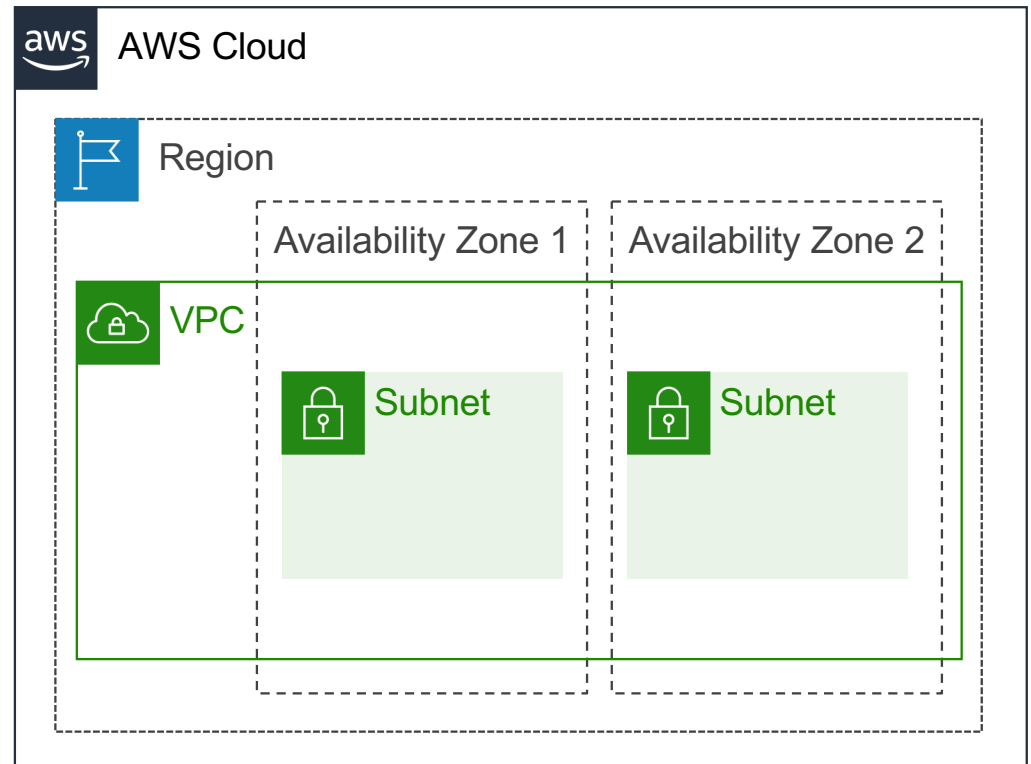 aws
AWS Cloud
Region
Availability Zone 1
Availability Zone 2
VPC
Subnet
Subnet